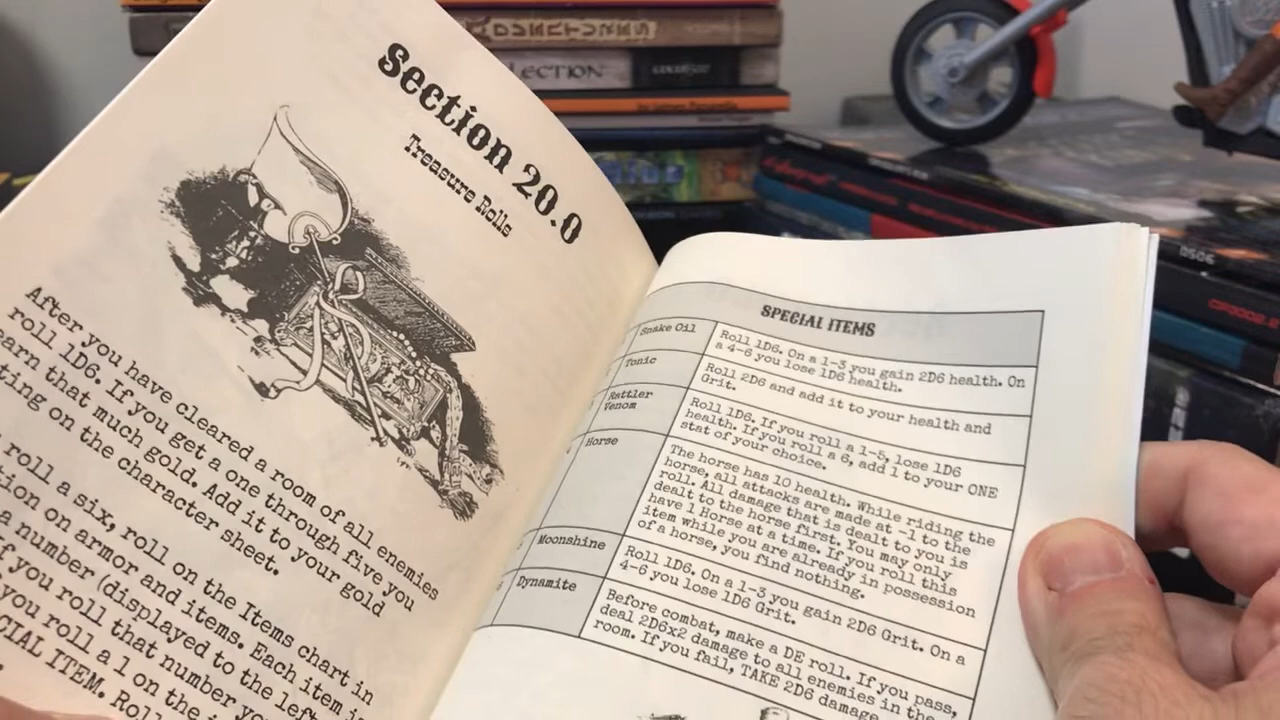 Section 20.0
Treasure Rolls
After you have cleared a room of all enemies
roll 1D6. If you get a one through five you
earn that much gold. Add it to your gold
on the character sheet.
roll a six, roll on the Items chart in
on armor and items. Each item is
a number (displayed to the left
you roll that number you
you roll a 1 on the
ITEM. Roll
SPECIAL ITEMS
Snake Oil
Roll 1D6. On a 1-3 you gain 2D6 health. On
a 4-6 you lose 1D6 health.
Tonic
Roll 2D6 and add it to your health and
Grit.
Rattler
Venom
Roll 1D6. If you roll a 1-5, lose 1D6
health. If you roll a 6, add 1 to your ONE
stat of your choice.
Horse
The horse has 10 health. While riding the
horse, all attacks are made at -1 to the
roll. All damage that is dealt to you is
dealt to the horse first. You may only
have 1 Horse at a time. If you roll this
item while you are already in possession
of a horse, you find nothing.
Moonshine
Roll 1D6. On a 1-3 you gain 2D6 Grit. On a
4-6 you lose 1D6 Grit.
Dynamite
Before combat, make a DE roll. If you pass,
deal 2D6x2 damage to all enemies in the
room. If you fail, TAKE 2D6 damage